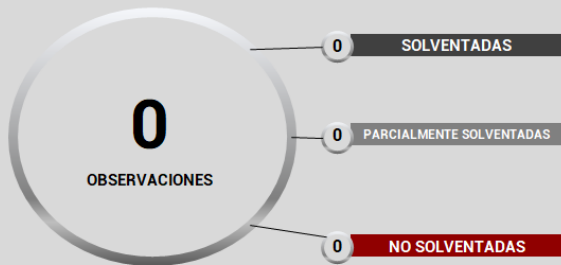 0
OBSERVACIONES
0 SOLVENTADAS
0 PARCIALMENTE SOLVENTADAS
0 NO SOLVENTADAS